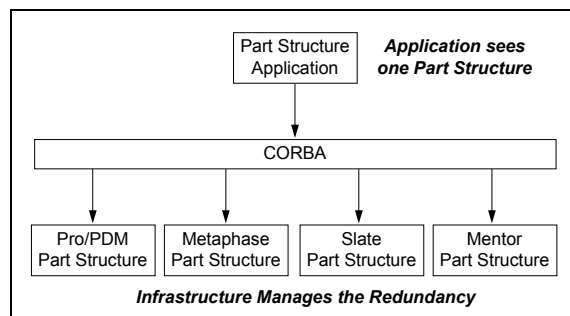 Part Structure
Application
Application sees
one Part Structure
CORBA
Pro/PDM
Part Structure
Metaphase
Part Structure
Slate
Part Structure
Mentor
Part Structure
Infrastructure Manages the Redundancy